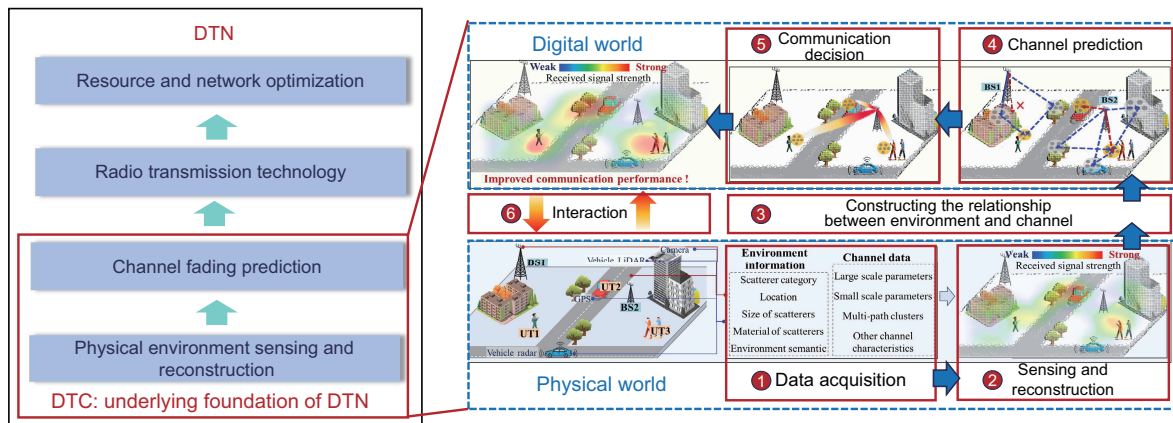 DTN
Resource and network optimization
Radio transmission technology
Channel fading prediction
Physical environment sensing and
reconstruction
DTC: underlying foundation of DTN
Digital world
Weak
Strong
Received signal strength
Improved communication performance !
5
Communication
decision
4
Channel prediction
BS1
BS2
6
Interaction
3
Constructing the relationship
between environment and channel
Camera
Vehicle LiDAR
BS1
GPS
UT2
BS2
UT1
UT3
Vehicle radar
Physical world
Environment
information
Scatterer category
Location
Size of scatterers
Material of scatterers
Environment semantic
Channel data
Large scale parameters
Small scale parameters
Multi-path clusters
Other channel
characteristics
1
Data acquisition
Weak
Strong
Received signal strength
2
Sensing and
reconstruction